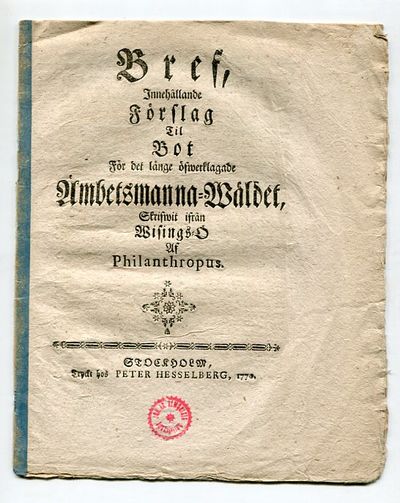 Bref,
Innehållande
Förslag
Til
Bot
För det länge öfwerklagade
Ämbetsmanna-Wäldet,
Skrifwit ifrån
Wisings-Ö
Af
Philanthropus.
STOCKHOLM,
Tryckt hos PETER HESSELBERG, 1770.